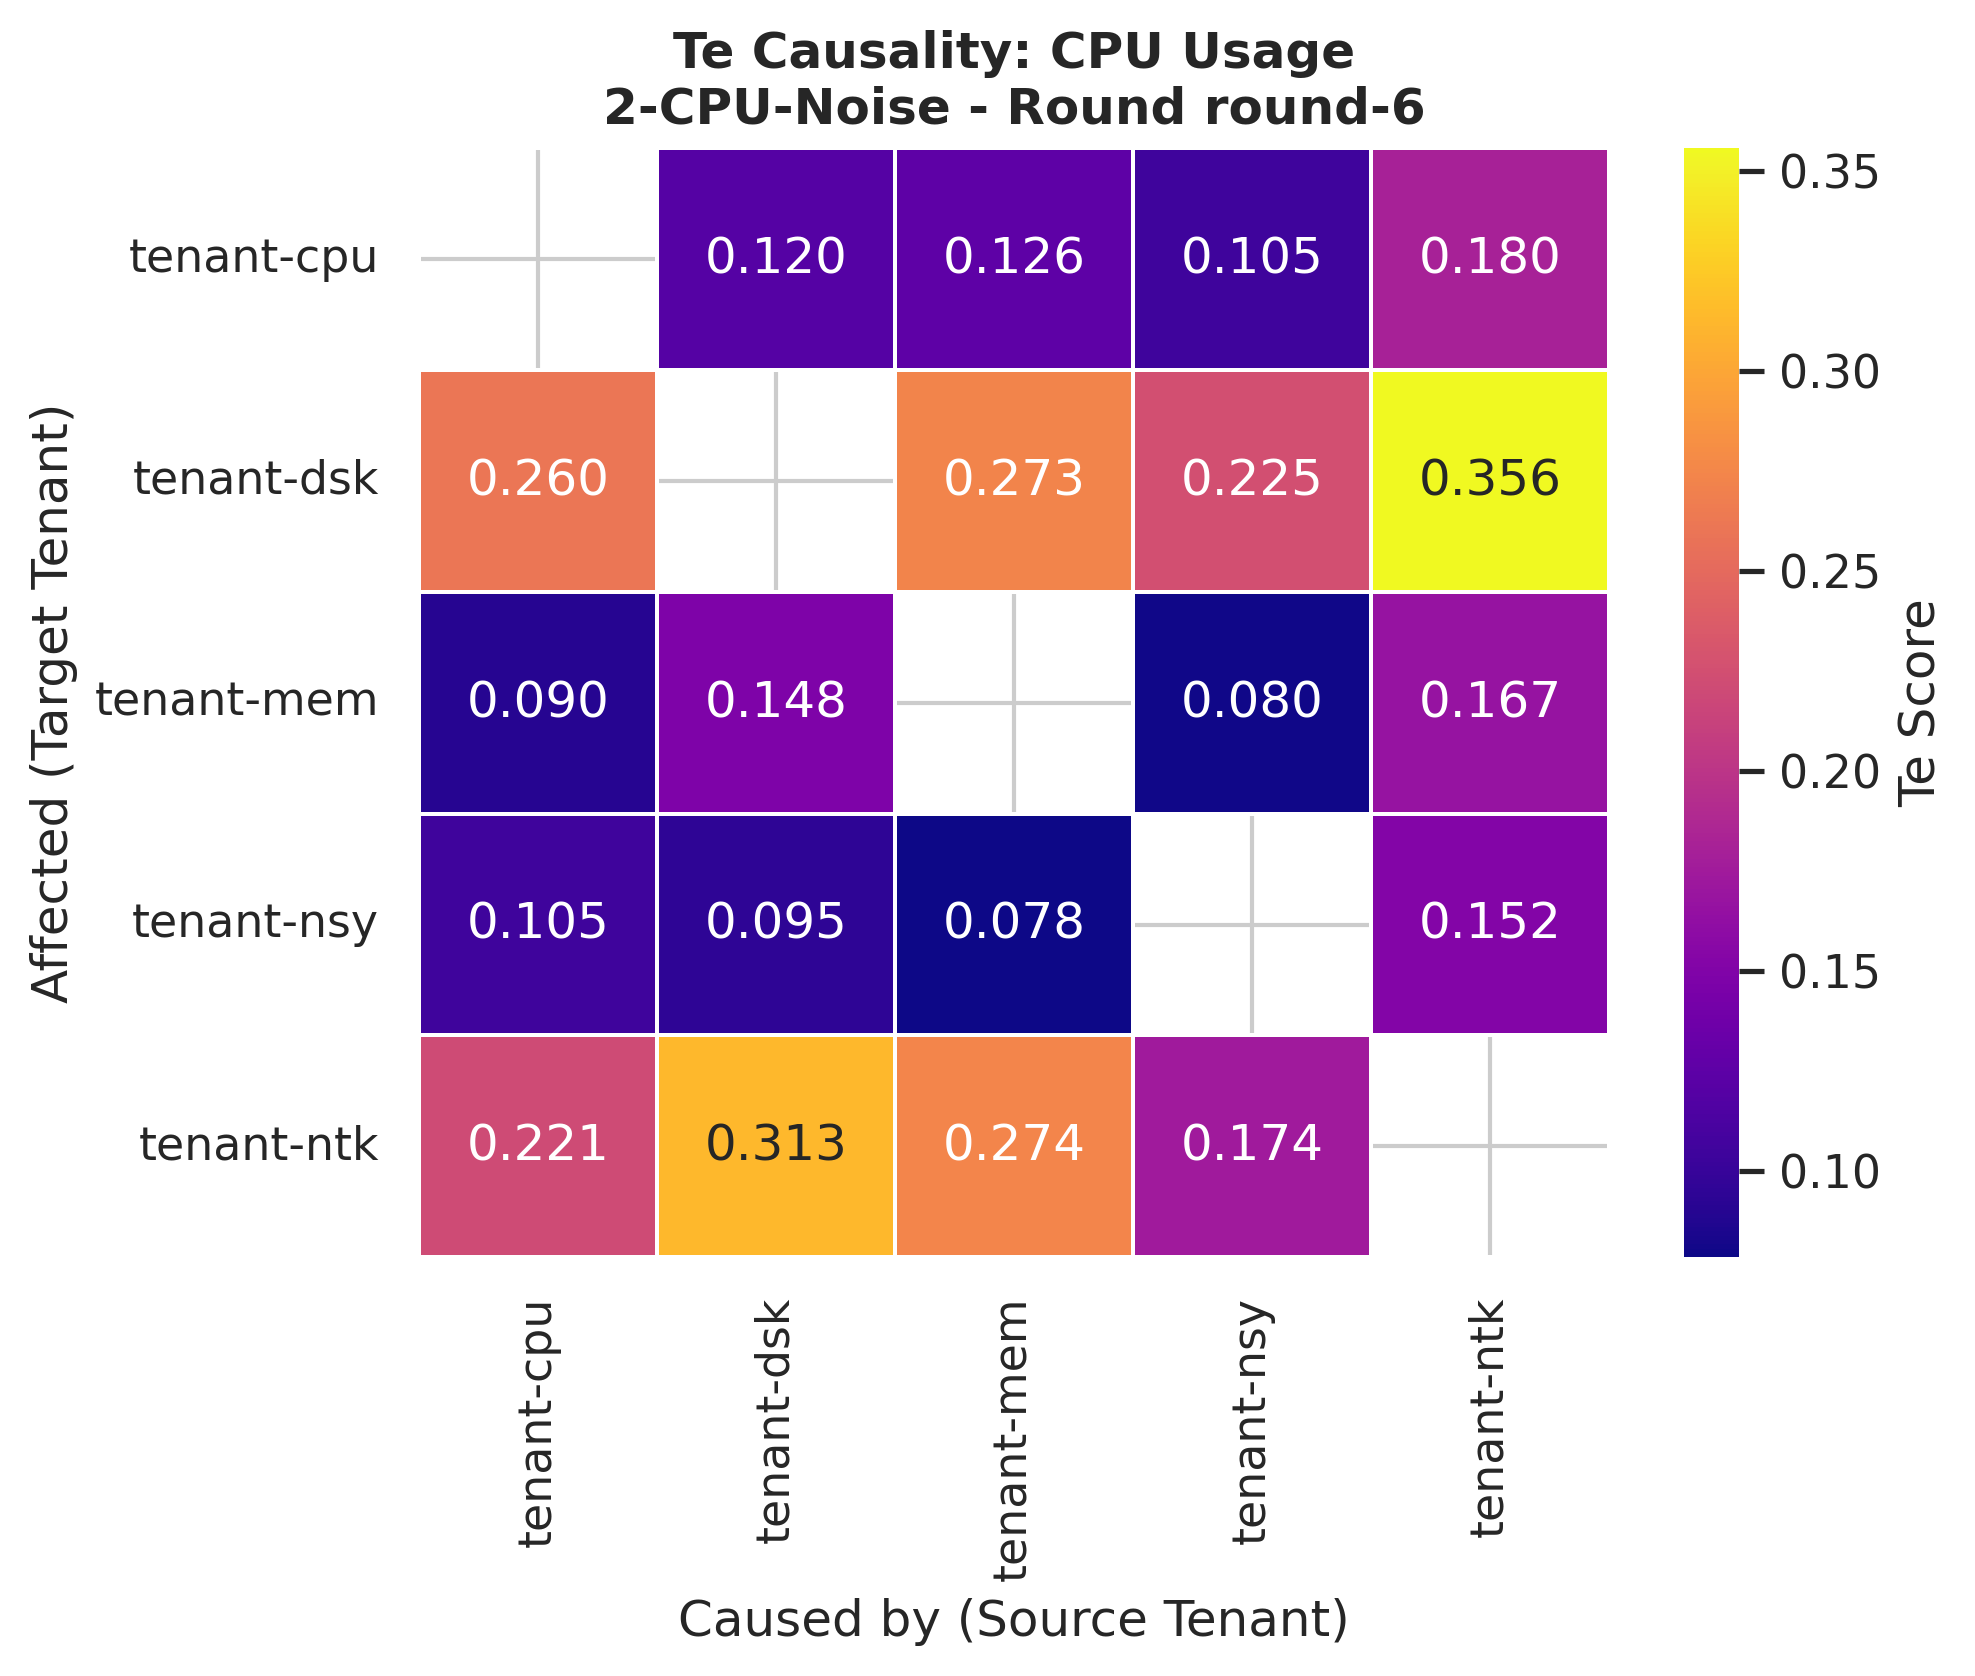 Te Causality: CPU Usage
2-CPU-Noise - Round round-6
Affected (Target Tenant)
tenant-cpu 0.120 0.126 0.105 0.180
tenant-dsk 0.260 0.273 0.225 0.356
tenant-mem 0.090 0.148 0.080 0.167
tenant-nsy 0.105 0.095 0.078 0.152
tenant-ntk 0.221 0.313 0.274 0.174
tenant-cpu tenant-dsk tenant-mem tenant-nsy tenant-ntk
Caused by (Source Tenant)
0.35
0.30
0.25
0.20
0.15
0.10
Te Score